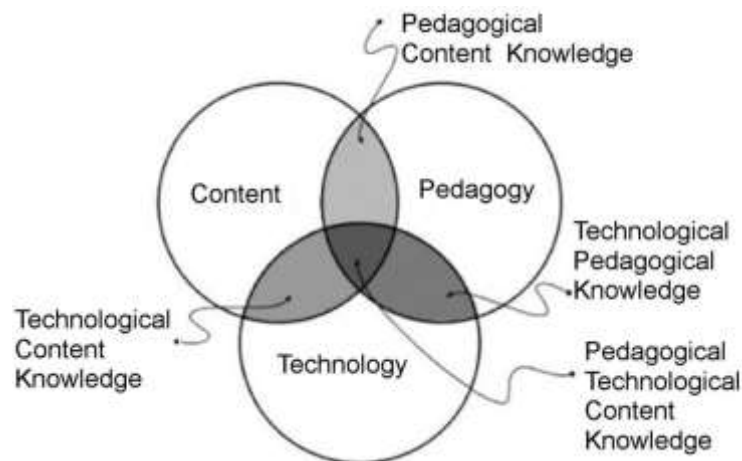 Pedagogical
Content Knowledge
Content
Pedagogy
Technological
Pedagogical
Knowledge
Technological
Content
Knowledge
Technology
Pedagogical
Technological
Content
Knowledge